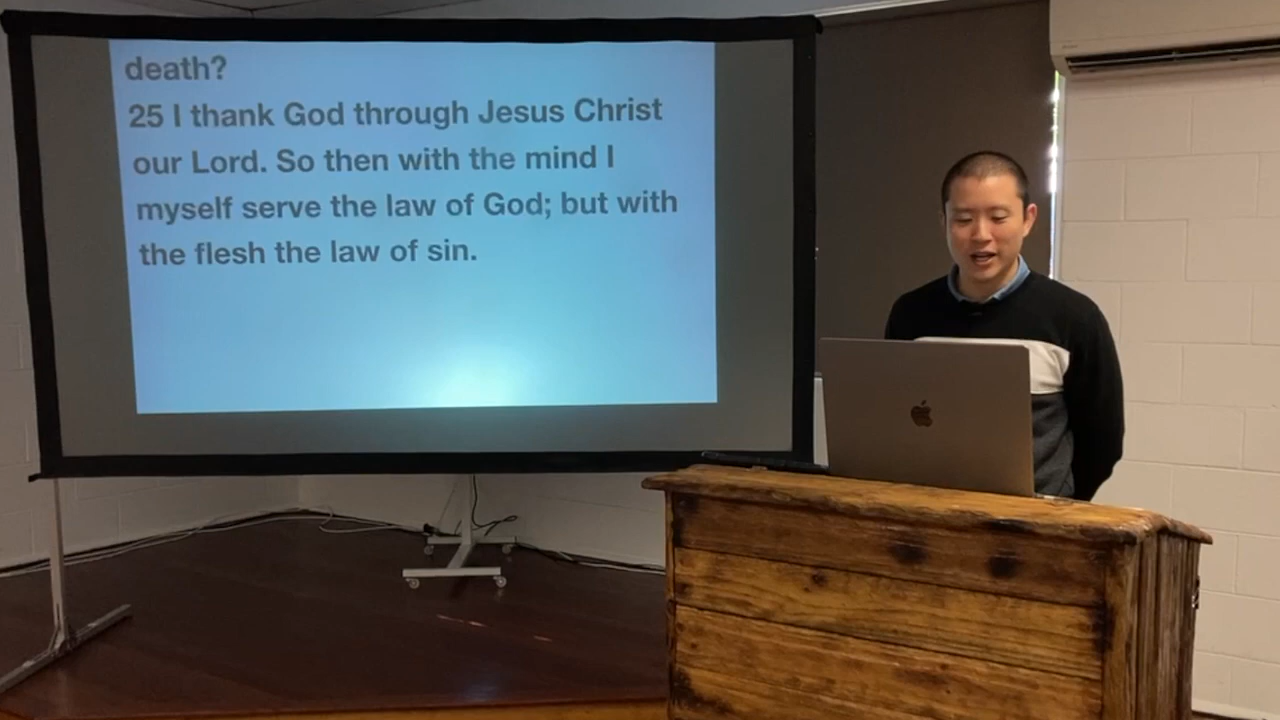 death?
25 I thank God through Jesus Christ
our Lord. So then with the mind I
myself serve the law of God; but with
the flesh the law of sin.